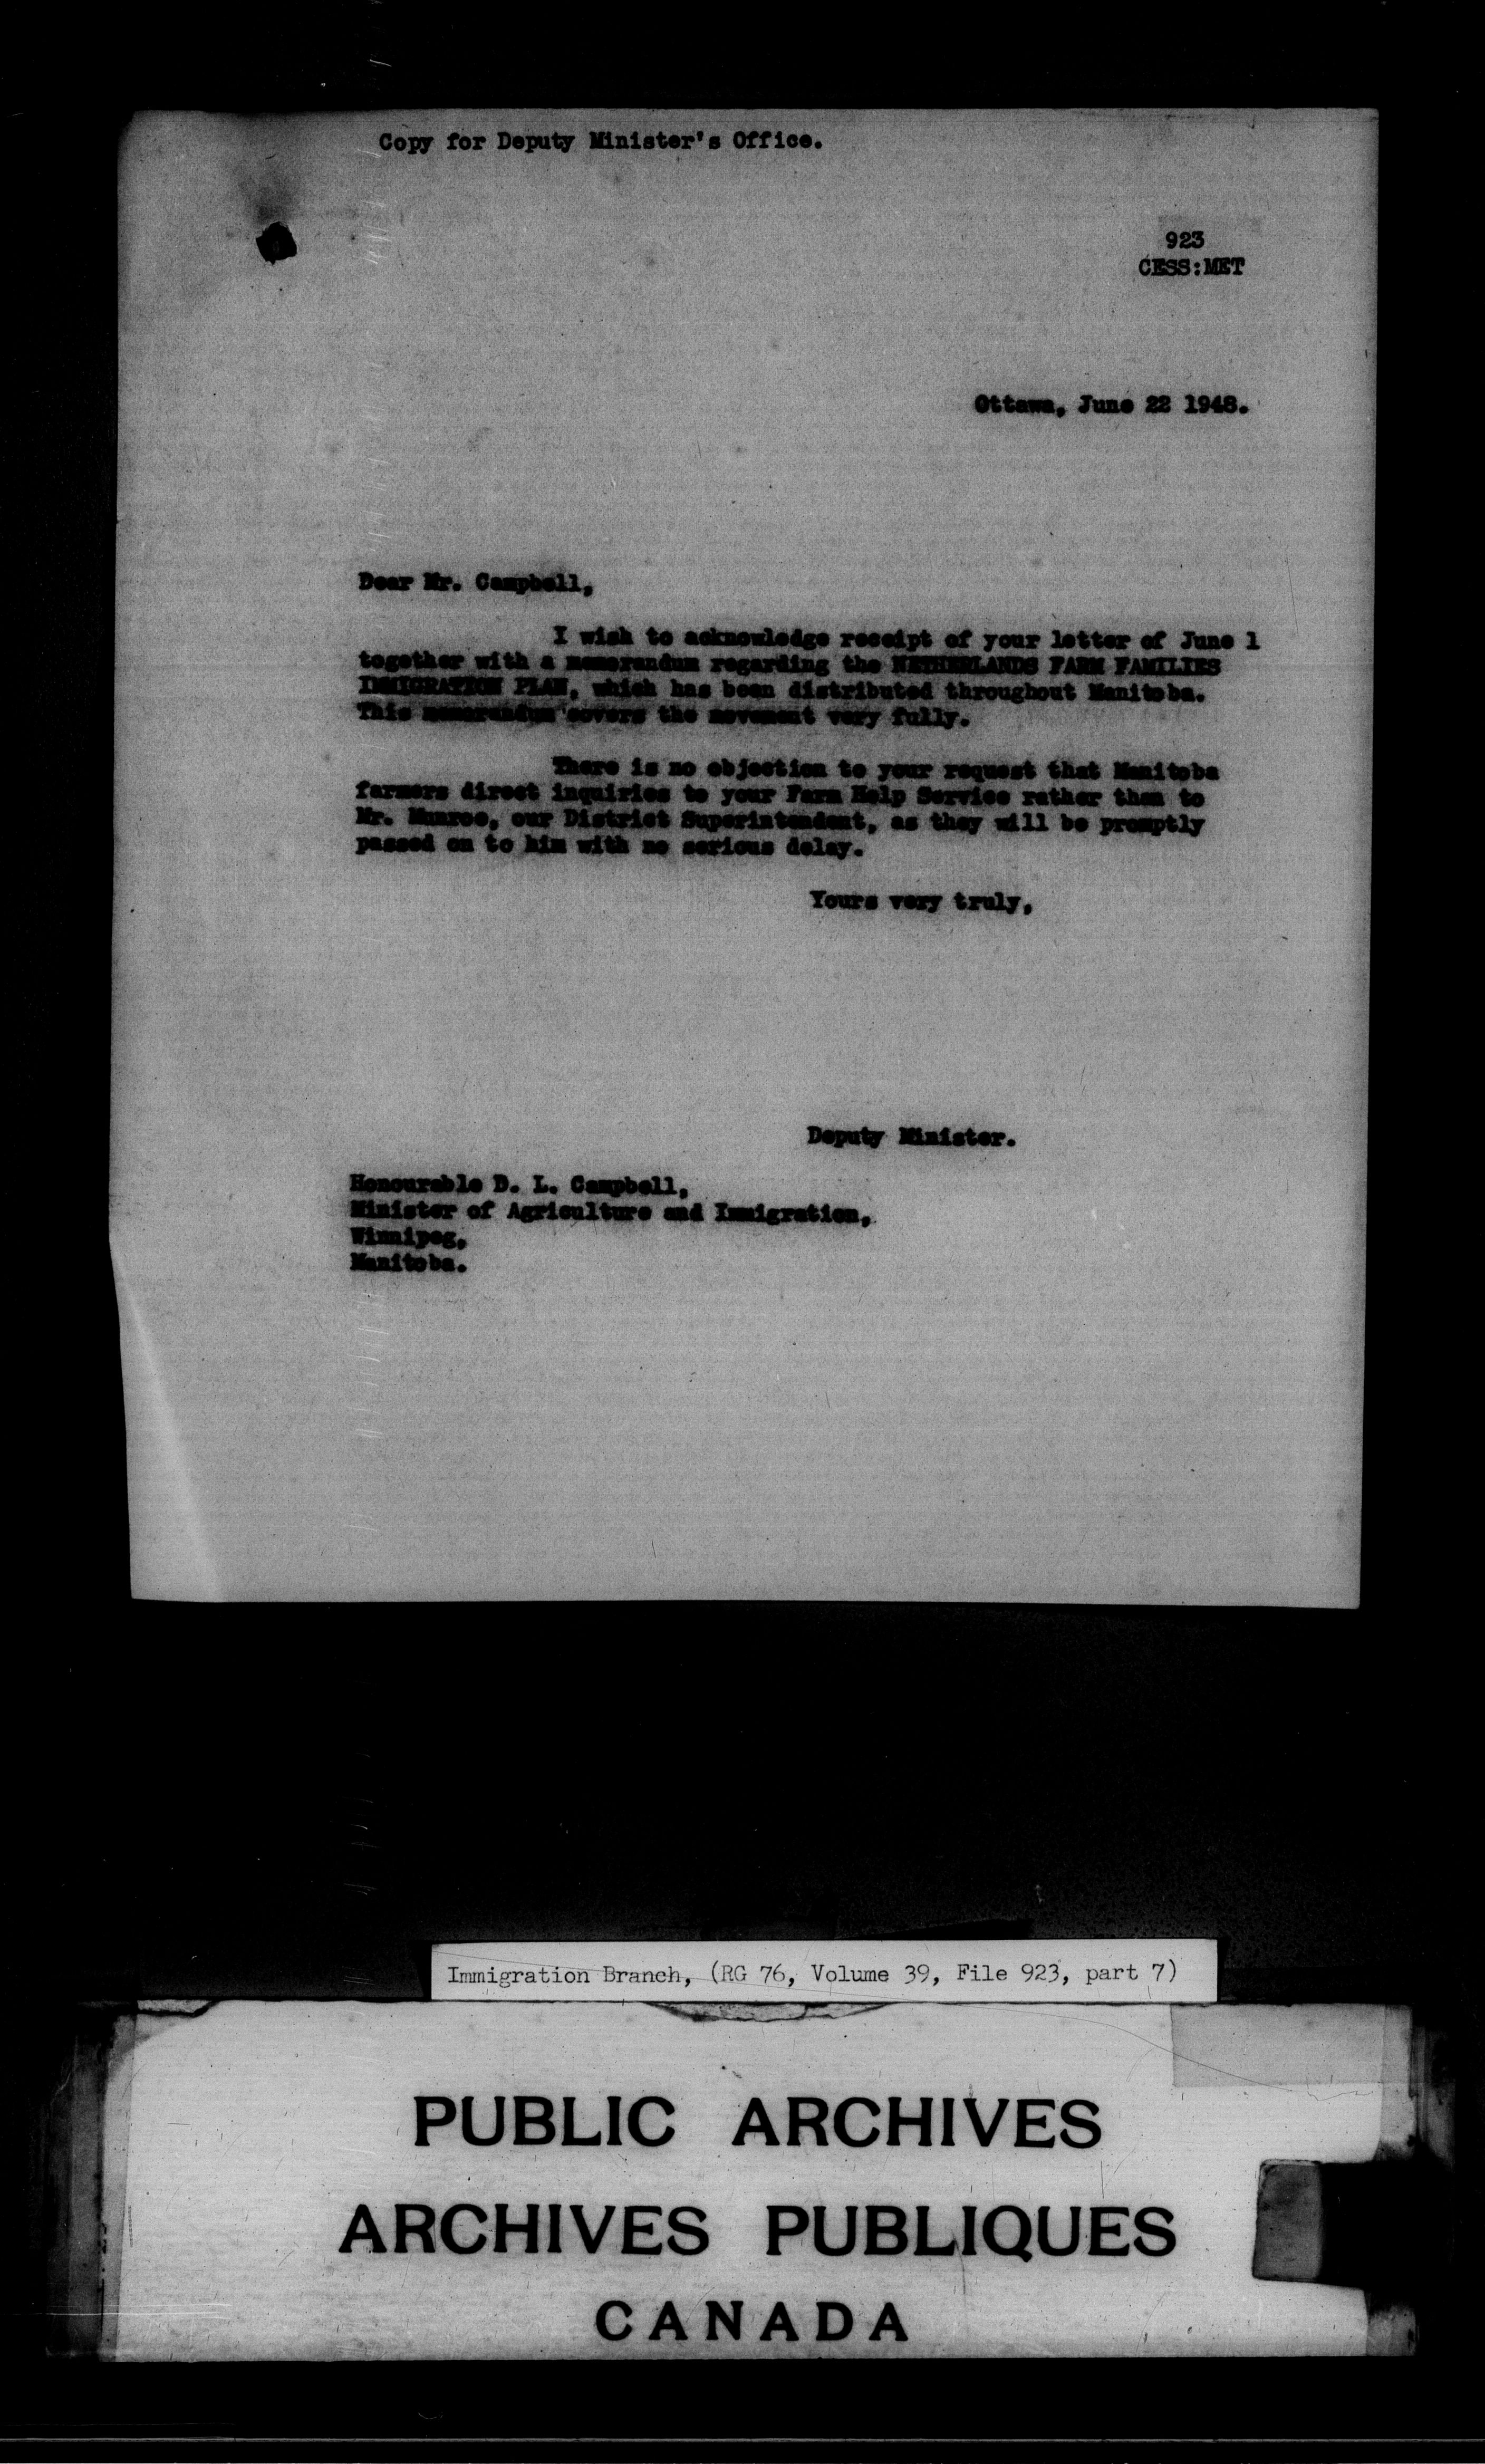 Copy for Deputy Minister's Office.
923
CESS:MET
Ottawa, June 22 1948.
Dear Mr. Campbell,
I wish to acknowledge receipt of your letter of June 1
together with a memorandum regarding the NETHERLANDS FARM FAMILIES
IMMIGRATION PLAN, which has been distributed throughout Manitoba.
This memorandum covers the movement very fully.
There is no objection to your request that Manitoba
farmers direct inquiries to your Farm Help Service rather than to
Mr. Munroe, our District Superintendent, as they will be promptly
passed on to him with no serious delay.
Yours very truly,
Deputy Minister.
Honourable D. L. Campbell,
Minister of Agriculture and Immigration,
Winnipeg,
Manitoba.
Immigration Branch, (RG 76, Volume 39, File 923, part 7)
PUBLIC ARCHIVES
ARCHIVES PUBLIQUES
CANADA